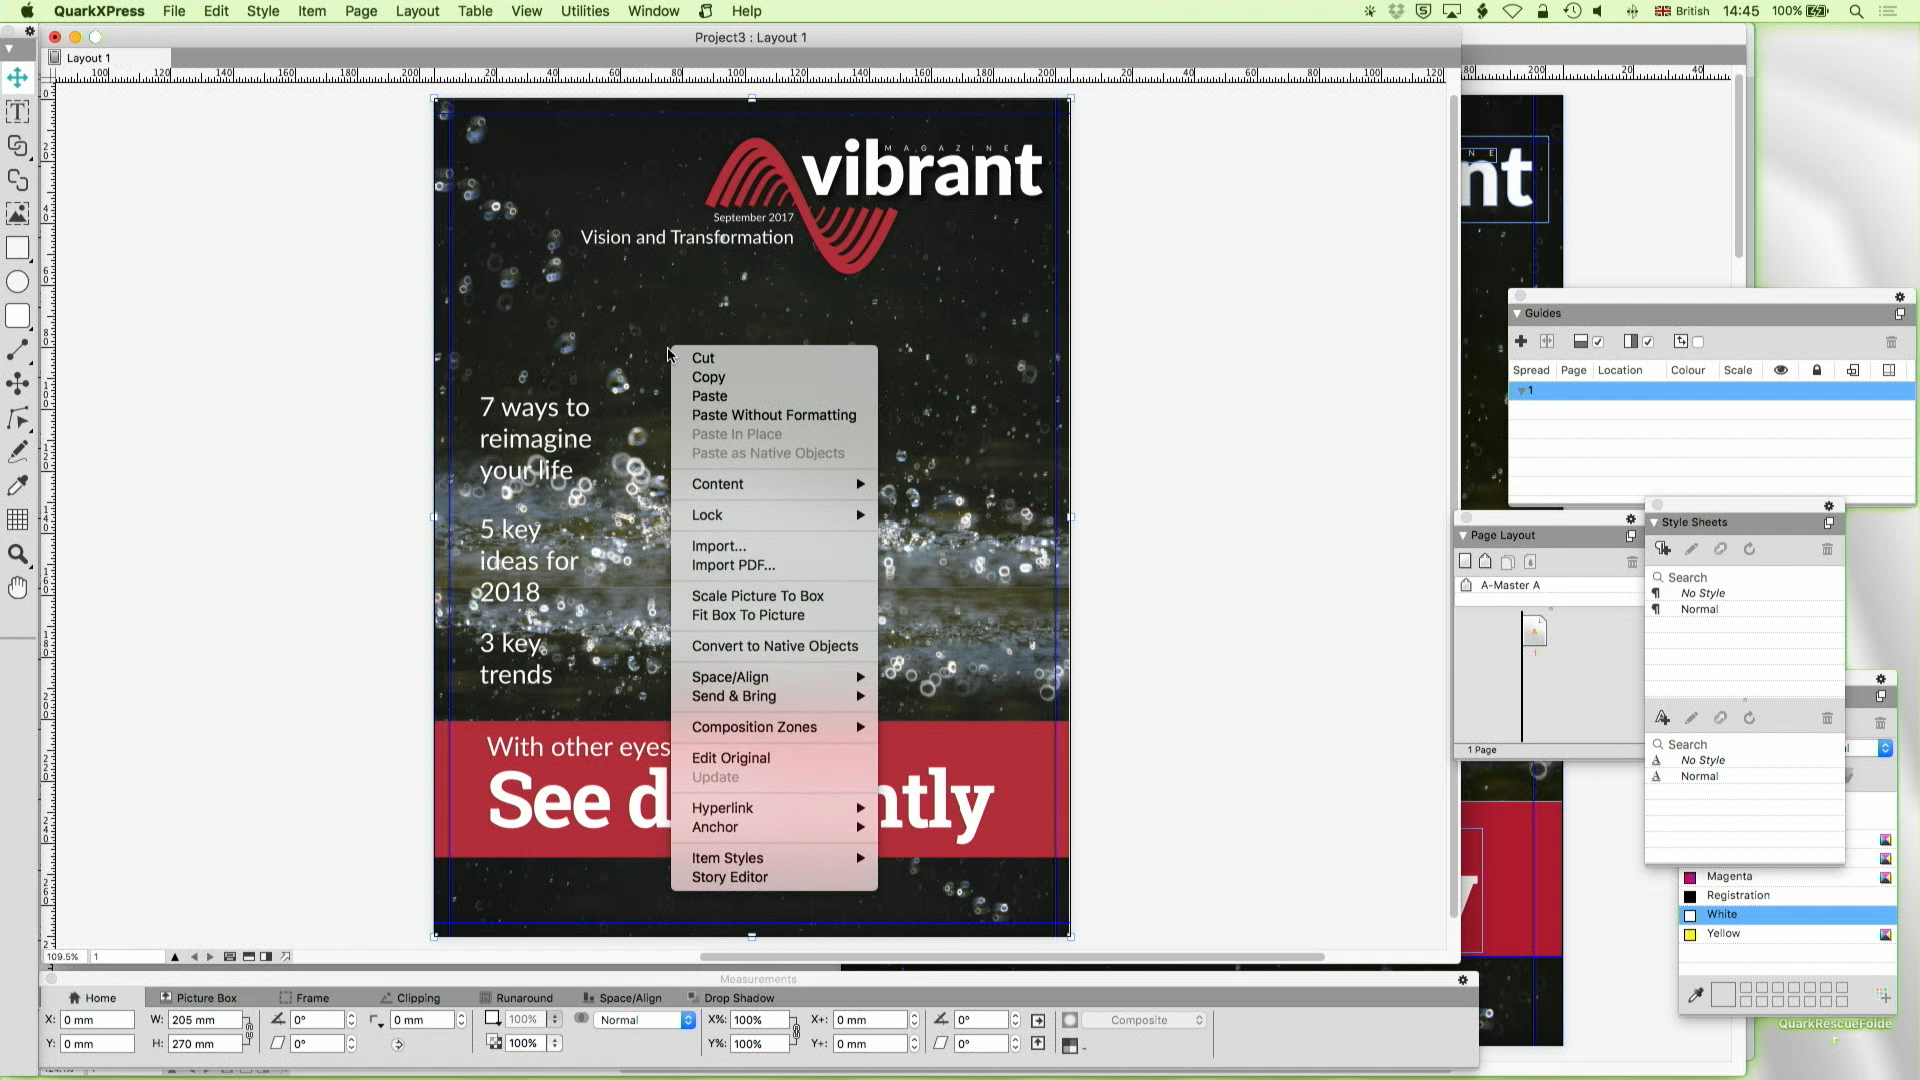 QuarkXPress File Edit Style Item Page Layout Table View Utilities Window Help
British 14:45 100%
Project3 : Layout 1
Layout 1
MAGAZINE
vibrant
September 2017
Vision and Transformation
7 ways to
reimagine
your life
5 key
ideas for
2018
3 key
trends
With other eyes
See d
ntly
Cut
Copy
Paste
Paste Without Formatting
Paste In Place
Paste as Native Objects
Content
Lock
Import...
Import PDF...
Scale Picture To Box
Fit Box To Picture
Convert to Native Objects
Space/Align
Send & Bring
Composition Zones
Edit Original
Update
Hyperlink
Anchor
Item Styles
Story Editor
N E
nt
Guides
Spread Page Location Colour Scale
1
Page Layout
A-Master A
A
1
1 Page
Style Sheets
Search
No Style
Normal
Search
No Style
Normal
Magenta
Registration
White
Yellow
QuarkRescueFolde
r
109.5% 1
Measurements
Home Picture Box Frame Clipping Runaround Space/Align Drop Shadow
X: 0 mm W: 205 mm 0° 0 mm 100% Normal X% 100% X+: 0 mm 0° Composite
Y: 0 mm H: 270 mm 0° 100% Y%: 100% Y+: 0 mm 0°